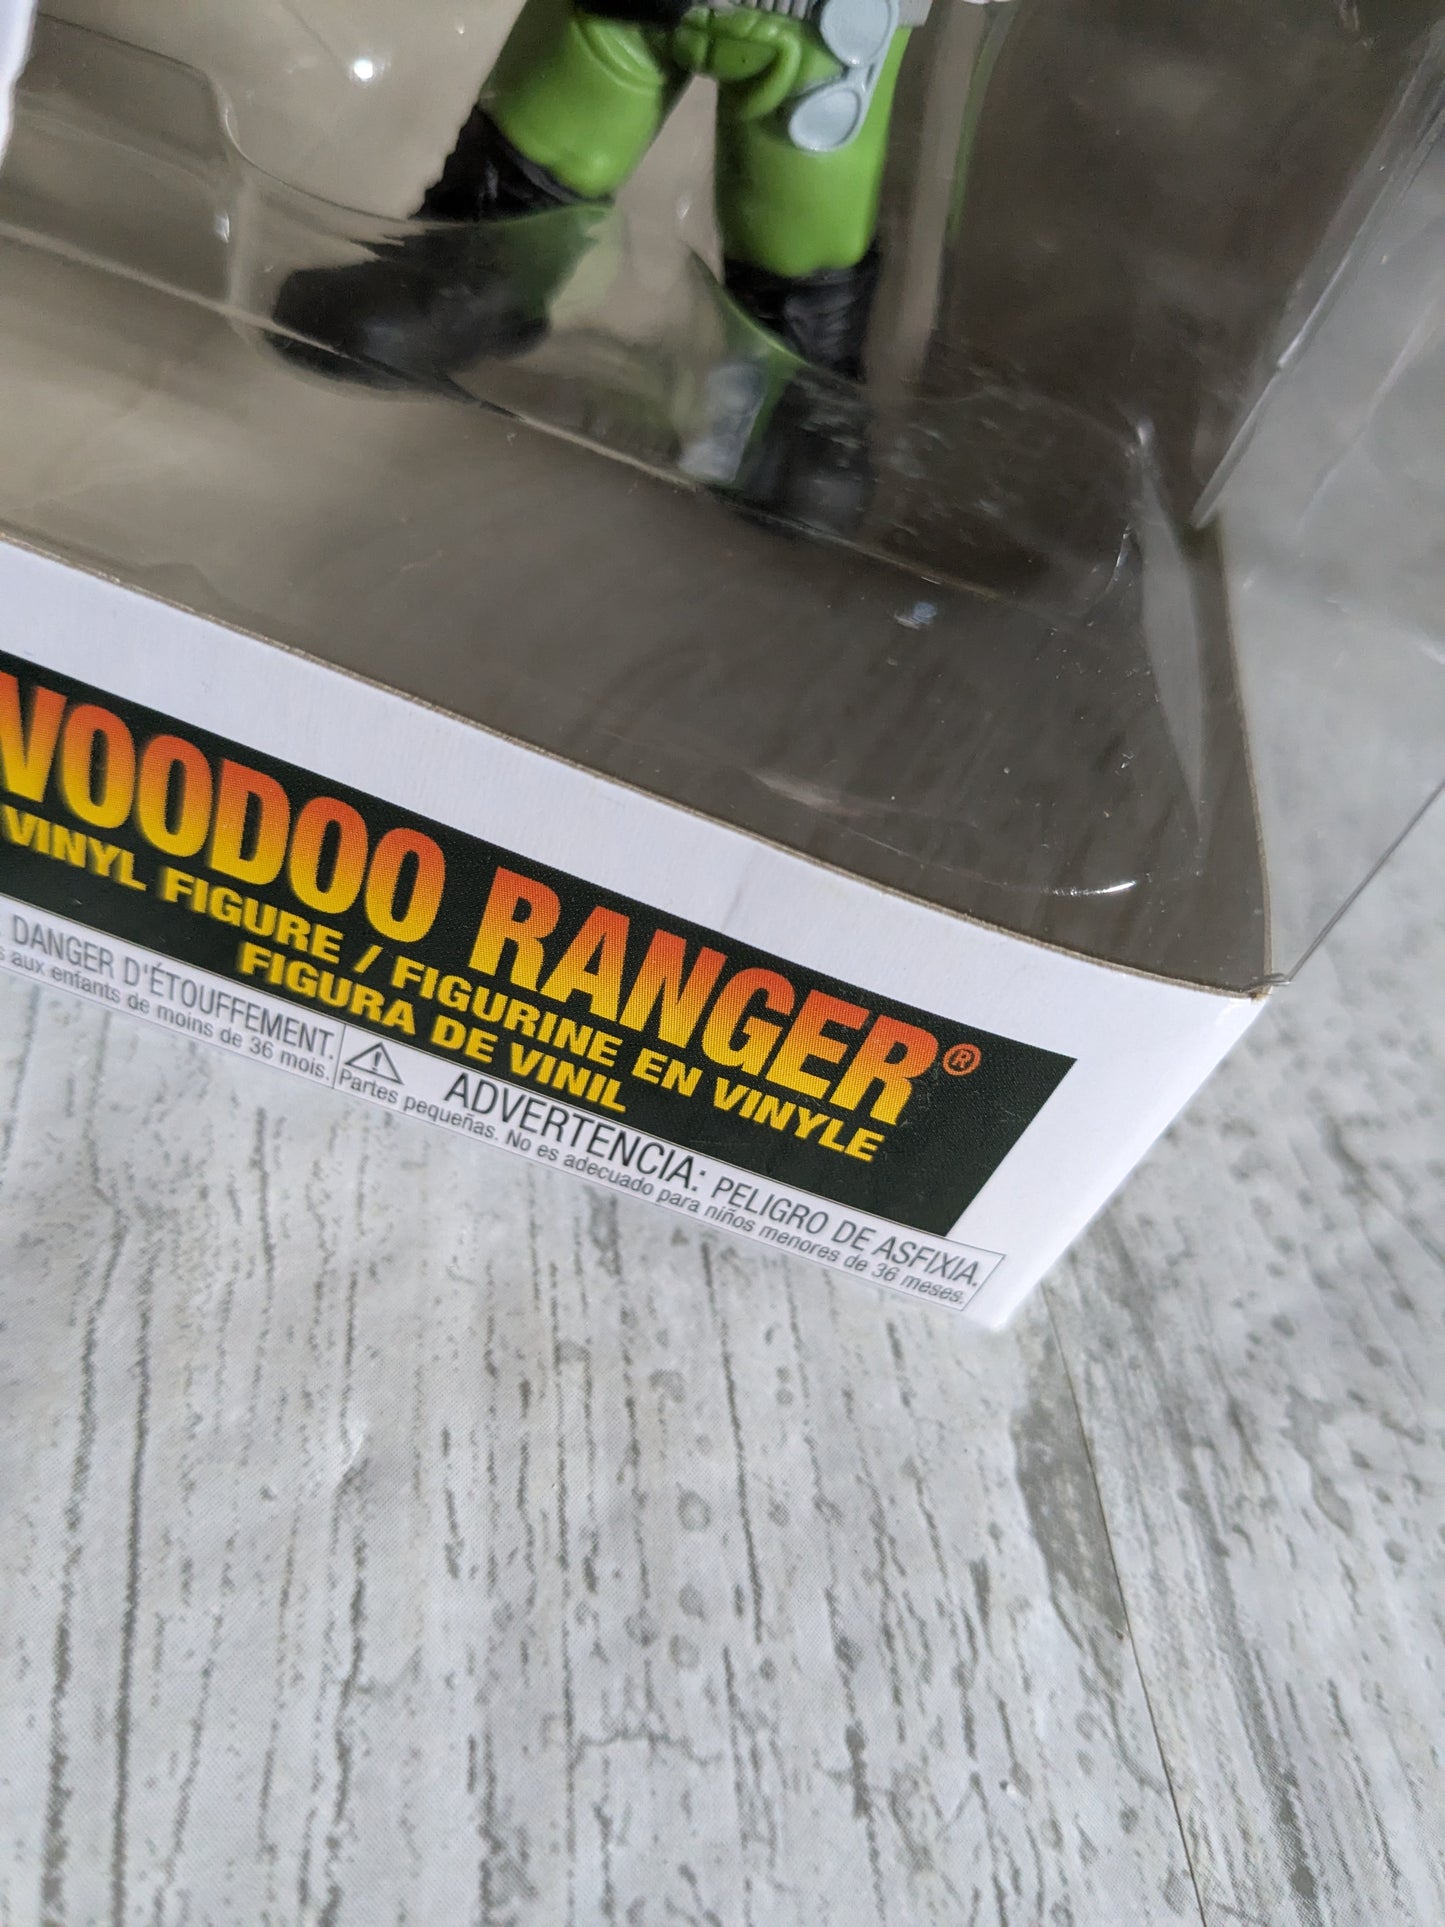 VOODOO RANGER®
VINYL FIGURE / FIGURINE EN VINYLE
FIGURA DE VINIL
DANGER D'ÉTOUFFEMENT.
aux enfants de moins de 36 mois.
ADVERTENCIA: PELIGRO DE ASFIXIA.
Partes pequeñas. No es adecuado para niños menores de 36 meses.